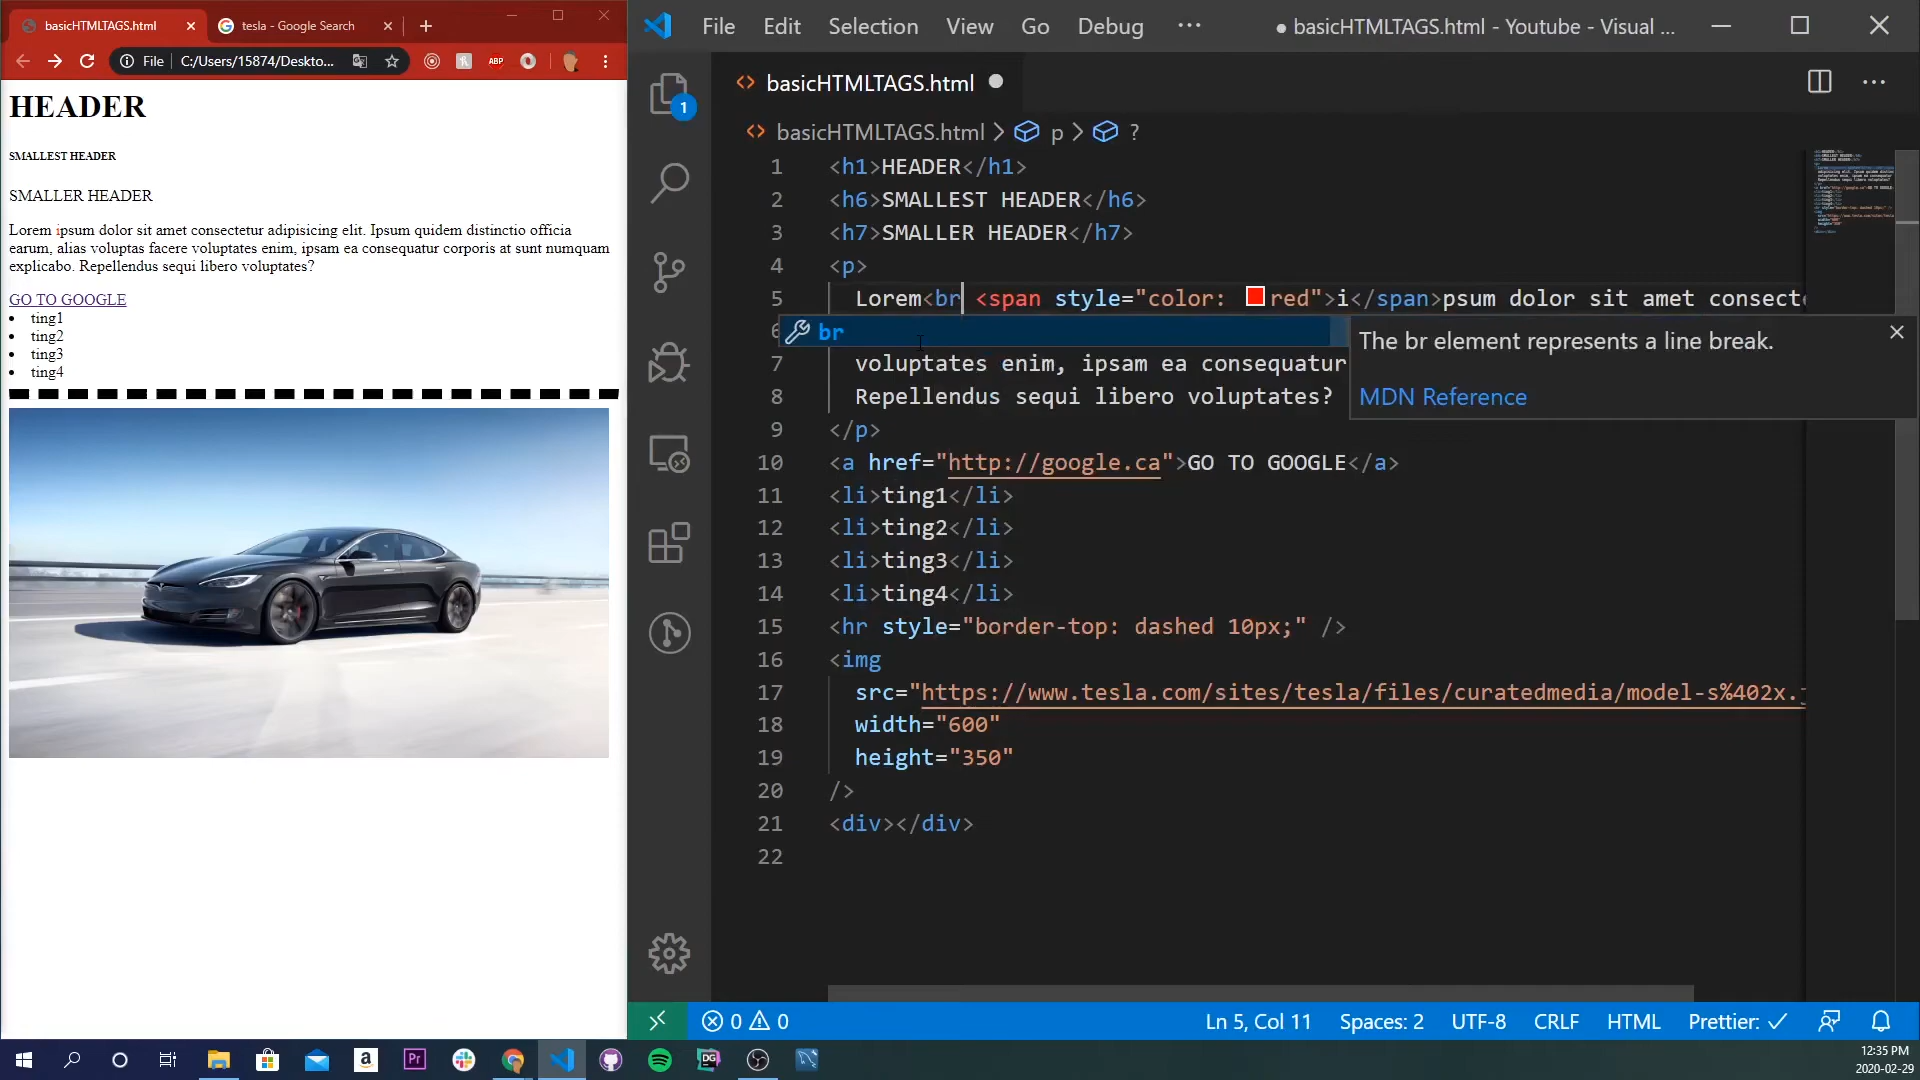 basicHTMLTAGS.html
tesla - Google Search
File
C:/Users/15874/Deskto...
ABP
HEADER
SMALLEST HEADER
SMALLER HEADER
Lorem ipsum dolor sit amet consectetur adipisicing elit. Ipsum quidem distinctio officia
earum, alias voluptas facere voluptates enim, ipsam ea consequatur corporis at sunt numquam
explicabo. Repellendus sequi libero voluptates?
GO TO GOOGLE
ting1
ting2
ting3
ting4
File Edit Selection View Go Debug ··· ● basicHTMLTAGS.html - Youtube - Visual ...
1
basicHTMLTAGS.html
basicHTMLTAGS.html > p > ?
1 <h1>HEADER</h1>
2 <h6>SMALLEST HEADER</h6>
3 <h7>SMALLER HEADER</h7>
4 <p>
5 Lorem<br <span style="color: red">i</span>psum dolor sit amet consect
br
The br element represents a line break.
MDN Reference
7 voluptates enim, ipsam ea consequatur
8 Repellendus sequi libero voluptates?
9 </p>
10 <a href="http://google.ca">GO TO GOOGLE</a>
11 <li>ting1</li>
12 <li>ting2</li>
13 <li>ting3</li>
14 <li>ting4</li>
15 <hr style="border-top: dashed 10px;" />
16 <img
17 src="https://www.tesla.com/sites/tesla/files/curatedmedia/model-s%402x.
18 width="600"
19 height="350"
20 />
21 <div></div>
22
0 0
Ln 5, Col 11 Spaces: 2 UTF-8 CRLF HTML Prettier: ✓
a Pr DG
12:35 PM
2020-02-29